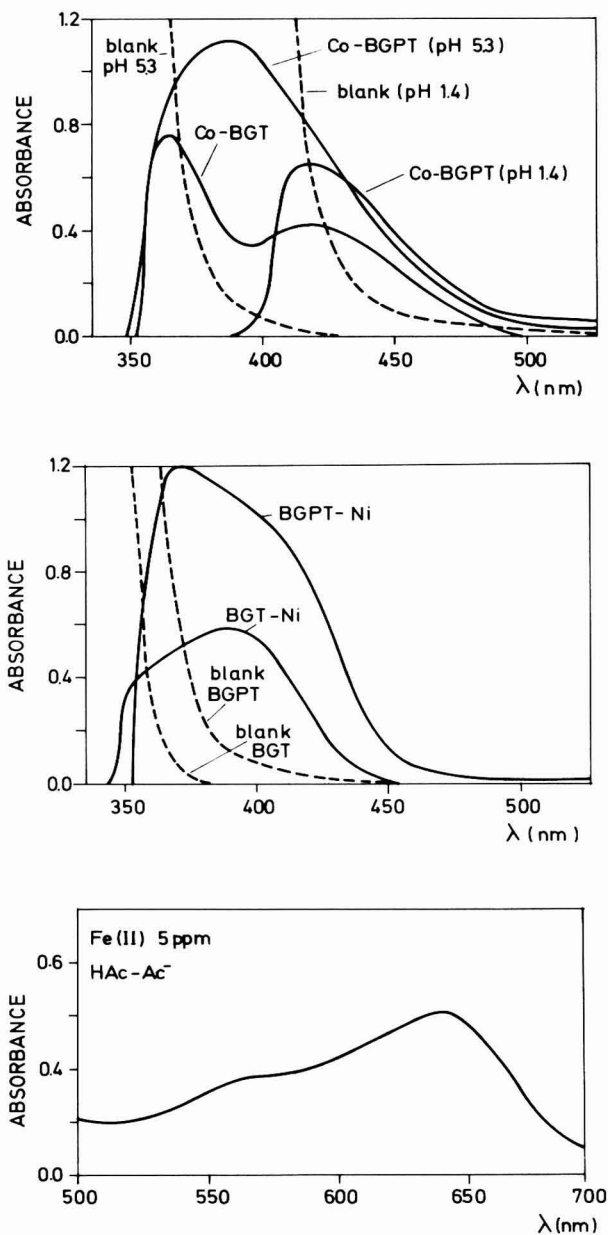 1.2
blank
pH 5.3
Co-BGPT (pH 5.3)
blank (pH 1.4)
0.8
Co-BGT
Co-BGPT (pH 1.4)
0.4
0.0
ABSORBANCE
350
400
450
500
λ (nm)
1.2
BGPT-Ni
0.8
BGT-Ni
blank
BGPT
0.4
blank
BGT
0.0
ABSORBANCE
350
400
450
500
λ (nm)
Fe (II) 5 ppm
0.6
HAc-Ac⁻
0.4
0.0
ABSORBANCE
500
550
600
650
700
λ (nm)